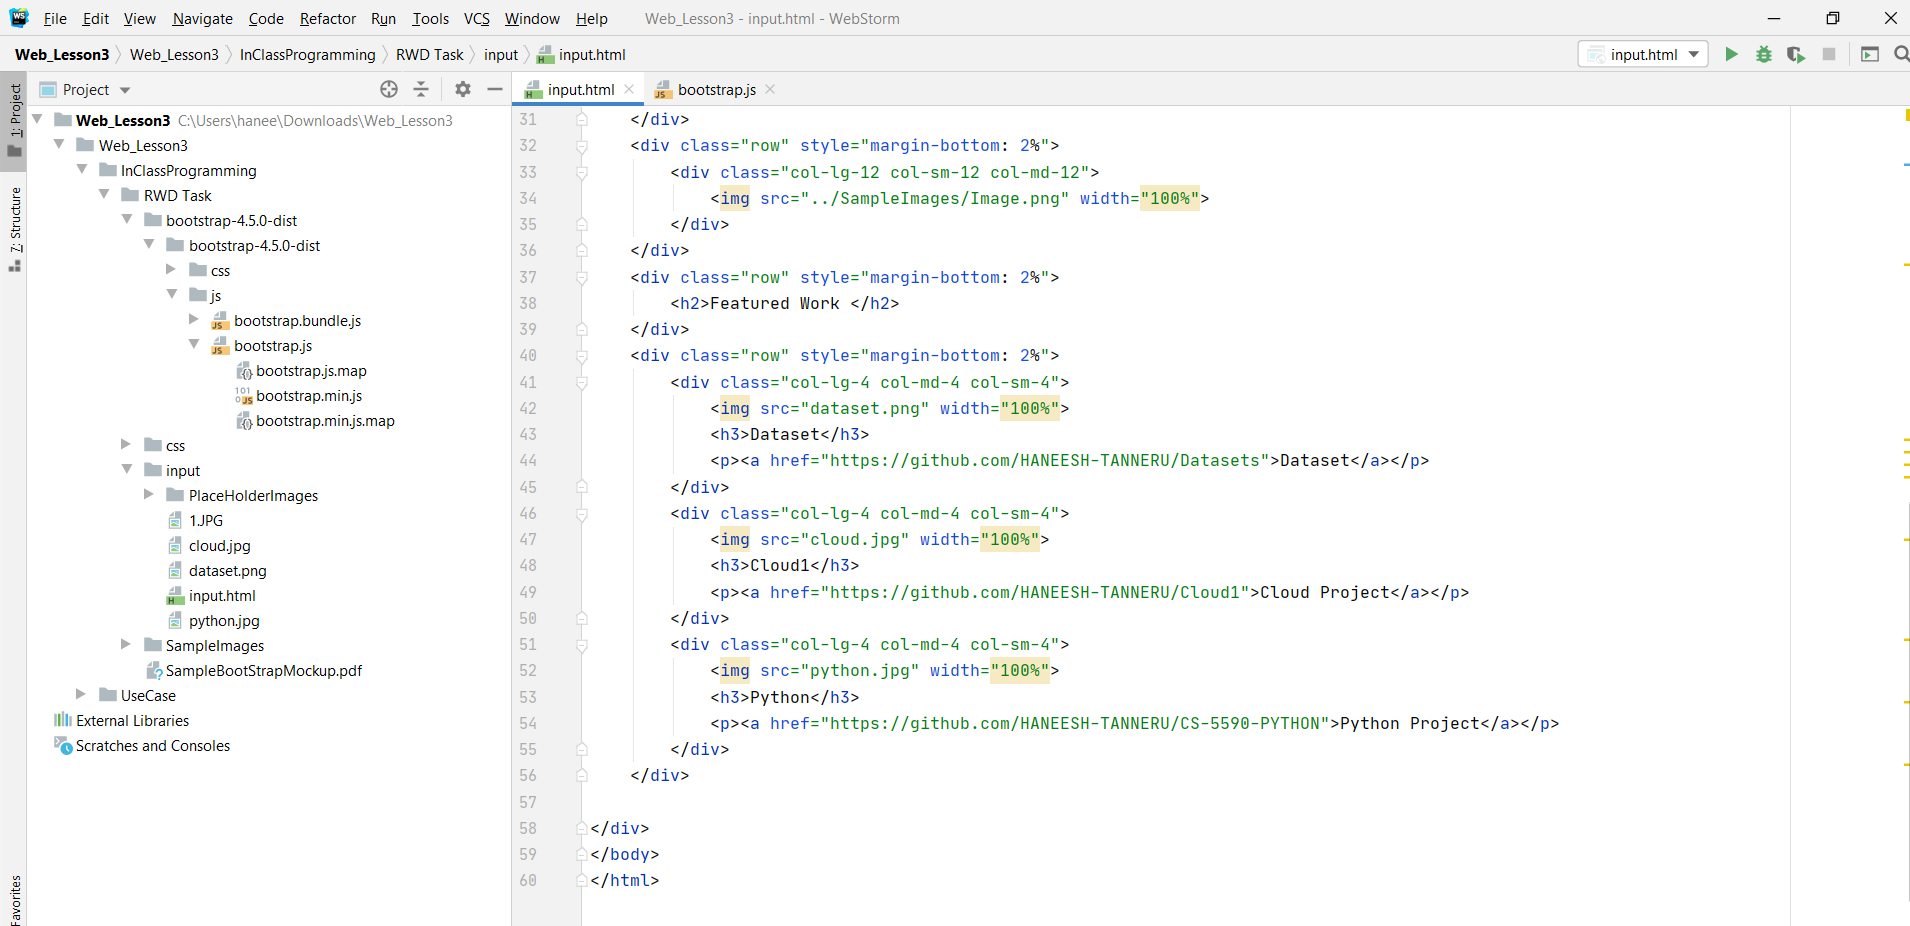 File Edit View Navigate Code Refactor Run Tools VCS Window Help Web_Lesson3 - input.html - WebStorm
Web_Lesson3 Web_Lesson3 InClassProgramming RWD Task input input.html input.html
Project input.html bootstrap.js
1: Project
7: Structure
Favorites
Web_Lesson3 C:\Users\hanee\Downloads\Web_Lesson3
Web_Lesson3
InClassProgramming
RWD Task
bootstrap-4.5.0-dist
bootstrap-4.5.0-dist
css
js
bootstrap.bundle.js
bootstrap.js
bootstrap.js.map
bootstrap.min.js
bootstrap.min.js.map
css
input
PlaceHolderImages
1.JPG
cloud.jpg
dataset.png
input.html
python.jpg
SampleImages
SampleBootStrapMockup.pdf
UseCase
External Libraries
Scratches and Consoles
31 </div>
32 <div class="row" style="margin-bottom: 2%">
33 <div class="col-lg-12 col-sm-12 col-md-12">
34 <img src="../SampleImages/Image.png" width="100%">
35 </div>
36 </div>
37 <div class="row" style="margin-bottom: 2%">
38 <h2>Featured Work </h2>
39 </div>
40 <div class="row" style="margin-bottom: 2%">
41 <div class="col-lg-4 col-md-4 col-sm-4">
42 <img src="dataset.png" width="100%">
43 <h3>Dataset</h3>
44 <p><a href="https://github.com/HANEESH-TANNERU/Datasets">Dataset</a></p>
45 </div>
46 <div class="col-lg-4 col-md-4 col-sm-4">
47 <img src="cloud.jpg" width="100%">
48 <h3>Cloud1</h3>
49 <p><a href="https://github.com/HANEESH-TANNERU/Cloud1">Cloud Project</a></p>
50 </div>
51 <div class="col-lg-4 col-md-4 col-sm-4">
52 <img src="python.jpg" width="100%">
53 <h3>Python</h3>
54 <p><a href="https://github.com/HANEESH-TANNERU/CS-5590-PYTHON">Python Project</a></p>
55 </div>
56 </div>
57
58 </div>
59 </body>
60 </html>